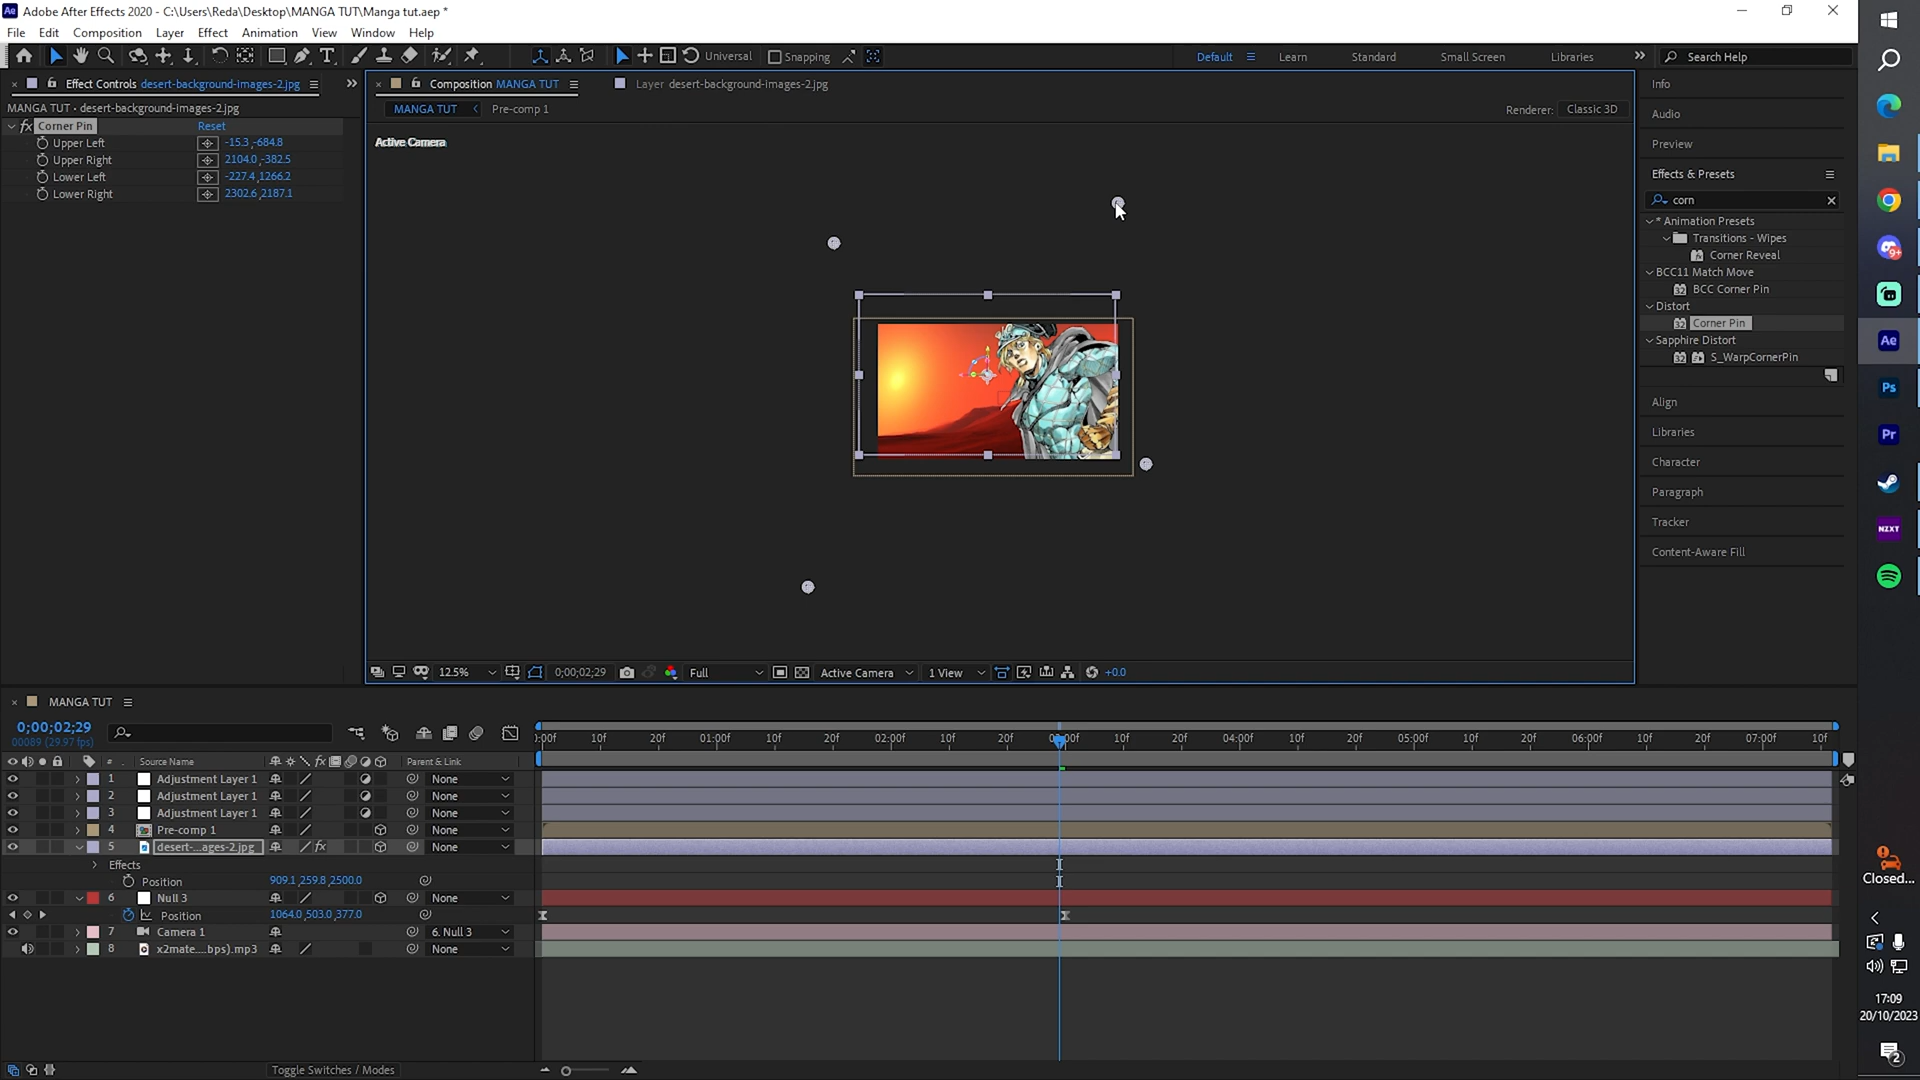 Ae Adobe After Effects 2020 - C:\Users\Reda\Desktop\MANGA TUT\Manga tut.aep *
File Edit Composition Layer Effect Animation View Window Help
Universal Snapping Default Learn Standard Small Screen Libraries Search Help
Effect Controls desert-background-images-2.jpg
MANGA TUT • desert-background-images-2.jpg
fx Corner Pin Reset
Upper Left -15.3,-684.8
Upper Right 2104.0,-382.5
Lower Left -227.4,1266.2
Lower Right 2302.6,2187.1
Composition MANGA TUT
Layer desert-background-images-2.jpg
MANGA TUT Pre-comp 1
Renderer: Classic 3D
Active Camera
12.5% 0;00;02;29 Full Active Camera 1 View +0.0
Info
Audio
Preview
Effects & Presets
corn
* Animation Presets
Transitions - Wipes
Corner Reveal
BCC11 Match Move
BCC Corner Pin
Distort
Corner Pin
Sapphire Distort
S_WarpCornerPin
Align
Libraries
Character
Paragraph
Tracker
Content-Aware Fill
MANGA TUT
0;00;02;29
00089 (29.97 fps)
# Source Name Parent & Link
1 Adjustment Layer 1 None
2 Adjustment Layer 1 None
3 Adjustment Layer 1 None
4 Pre-comp 1 None
5 desert-...ages-2.jpg fx None
Effects
Position 909.1,259.8,2500.0
6 Null 3 None
Position 1064.0,503.0,377.0
7 Camera 1 6. Null 3
8 x2mate....bps).mp3 None
Toggle Switches / Modes
):00f 10f 20f 01:00f 10f 20f 02:00f 10f 20f 10f 20f 04:00f 10f 20f 05:00f 10f 20f 06:00f 10f 20f 07:00f 10f
9+
Ae
Ps
Pr
NZXT
Closed...
17:09
20/10/2023
2